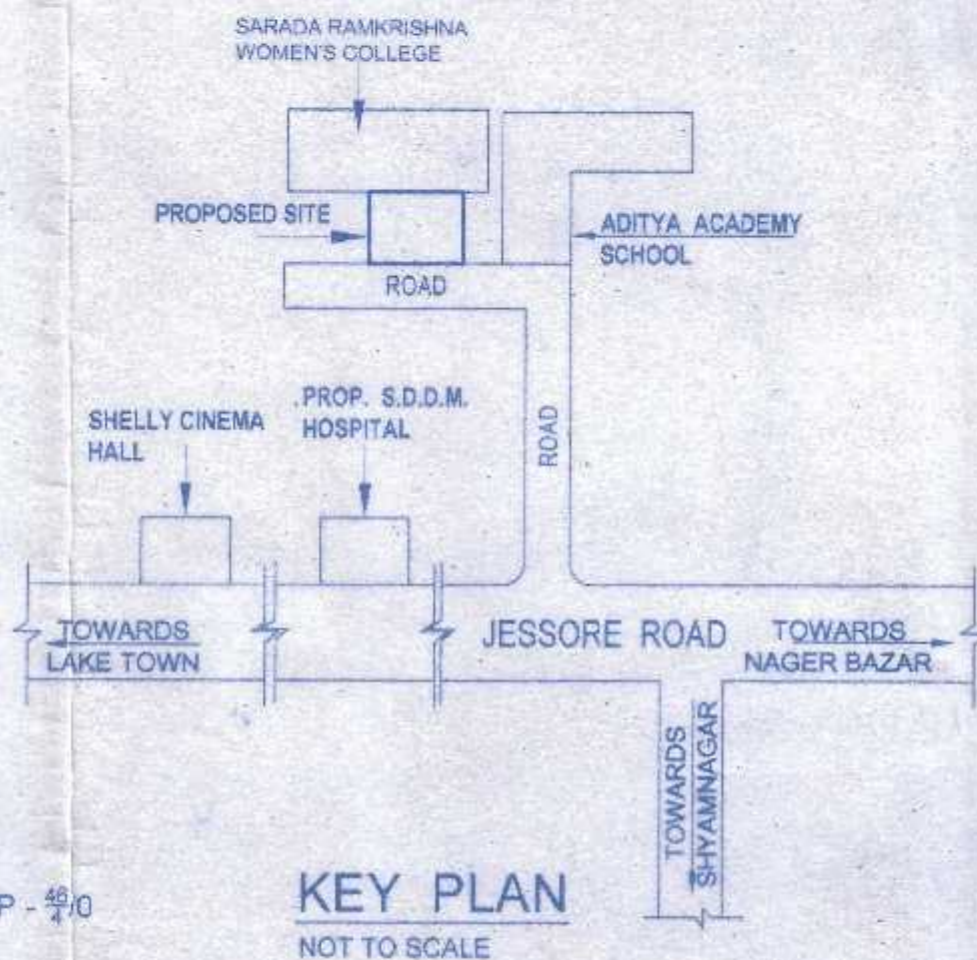 SARADA RAMKRISHNA
WOMEN'S COLLEGE
PROPOSED SITE
ADITYA ACADEMY
SCHOOL
ROAD
SHELLY CINEMA
HALL
PROP. S.D.D.M.
HOSPITAL
ROAD
TOWARDS
LAKE TOWN
JESSORE ROAD
TOWARDS
NAGER BAZAR
TOWARDS
SHYAMNAGAR
KEY PLAN
NOT TO SCALE